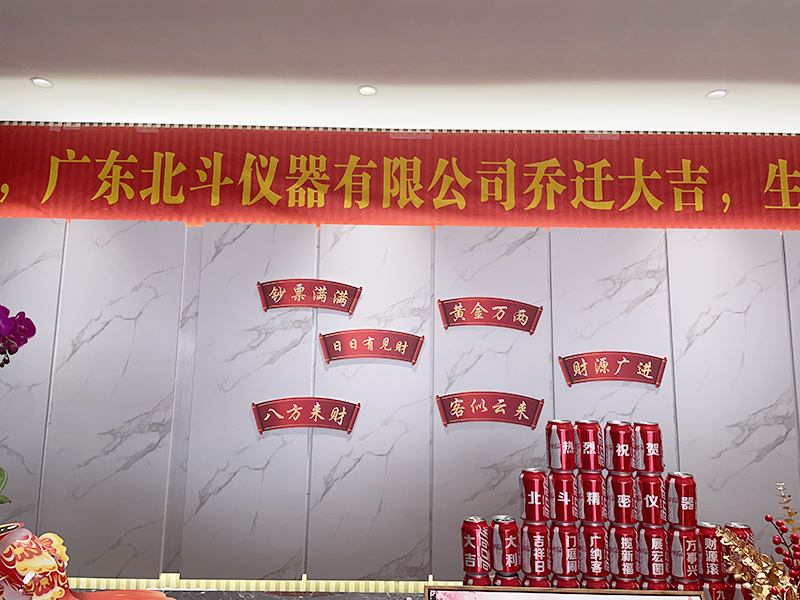 ，广东北斗仪器有限公司乔迁大吉，生
钞票满满
黄金万两
日日有见财
财源广进
八方来财
客似云来
热烈祝贺
北斗精密仪器
大吉
大利
吉祥日
门庭闹
广纳客
揽新福
展宏图
万事兴
财源滚